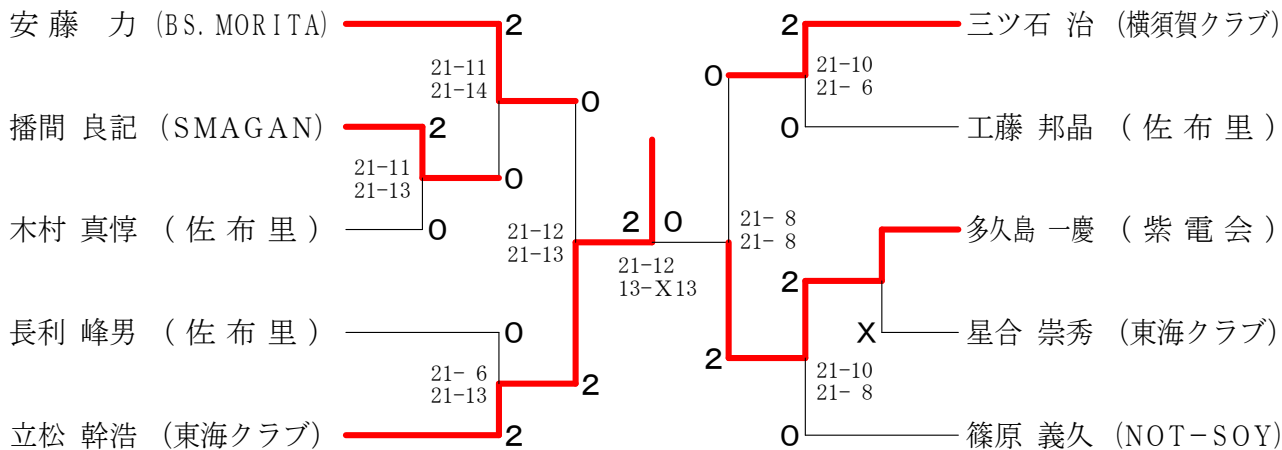 安 藤　力 (BS. MORITA)
2
21-11
21-14
0
播間 良記 (SMAGAN)
2
21-11
21-13
0
木村 真惇 ( 佐 布 里 )
0
21-12
21-13
長利 峰男 ( 佐 布 里 )
0
21- 6
21-13
2
立松 幹浩 (東海クラブ)
2
2 0
21-12
13-X13
2
三ツ石 治 (横須賀クラブ)
0
21-10
21- 6
0
工藤 邦晶 ( 佐 布 里 )
21- 8
21- 8
多久島 一慶 ( 紫 電 会 )
2
X
星合 崇秀 (東海クラブ)
2
21-10
21- 8
0
篠原 義久 (NOT-SOY)